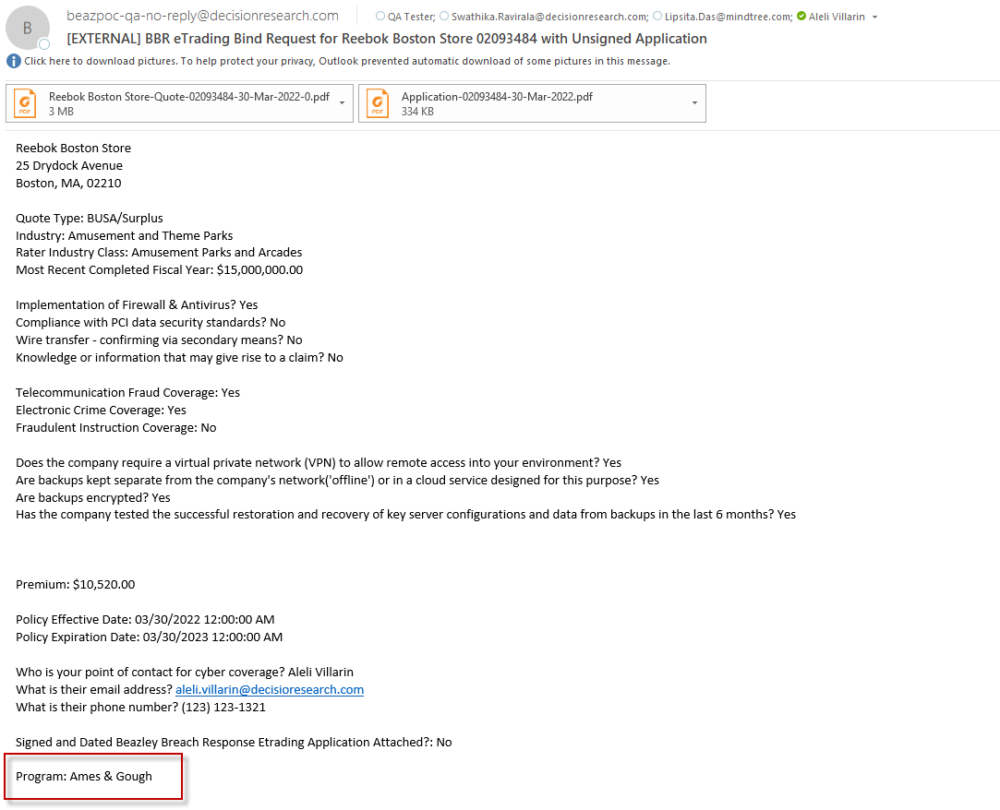 B
beazpoc-qa-no-reply@decisionresearch.com
QA Tester; Swathika.Ravirala@decisionresearch.com; Lipsita.Das@mindtree.com; Aleli Villarin
[EXTERNAL] BBR eTrading Bind Request for Reebok Boston Store 02093484 with Unsigned Application
Click here to download pictures. To help protect your privacy, Outlook prevented automatic download of some pictures in this message.
Reebok Boston Store-Quote-02093484-30-Mar-2022-0.pdf
3 MB
PDF
Application-02093484-30-Mar-2022.pdf
334 KB
PDF
Reebok Boston Store
25 Drydock Avenue
Boston, MA, 02210
Quote Type: BUSA/Surplus
Industry: Amusement and Theme Parks
Rater Industry Class: Amusement Parks and Arcades
Most Recent Completed Fiscal Year: $15,000,000.00
Implementation of Firewall & Antivirus? Yes
Compliance with PCI data security standards? No
Wire transfer - confirming via secondary means? No
Knowledge or information that may give rise to a claim? No
Telecommunication Fraud Coverage: Yes
Electronic Crime Coverage: Yes
Fraudulent Instruction Coverage: No
Does the company require a virtual private network (VPN) to allow remote access into your environment? Yes
Are backups kept separate from the company's network('offline') or in a cloud service designed for this purpose? Yes
Are backups encrypted? Yes
Has the company tested the successful restoration and recovery of key server configurations and data from backups in the last 6 months? Yes
Premium: $10,520.00
Policy Effective Date: 03/30/2022 12:00:00 AM
Policy Expiration Date: 03/30/2023 12:00:00 AM
Who is your point of contact for cyber coverage? Aleli Villarin
What is their email address? aleli.villarin@decisioresearch.com
What is their phone number? (123) 123-1321
Signed and Dated Beazley Breach Response Etrading Application Attached?: No
Program: Ames & Gough